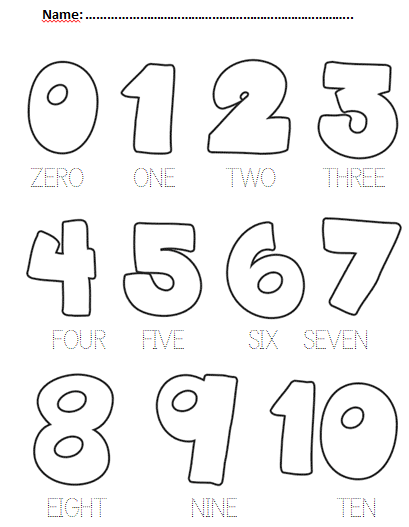 Name: ......................................................................
0 1 2 3
ZERO ONE TWO THREE
4 5 6 7
FOUR FIVE SIX SEVEN
8 9 10
EIGHT NINE TEN